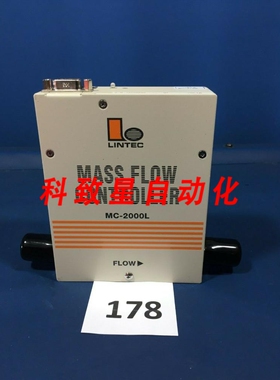 LINTEC
MASS FLOW
CONTROLLER
科致星自动化
MC-2000L
FLOW▶
178